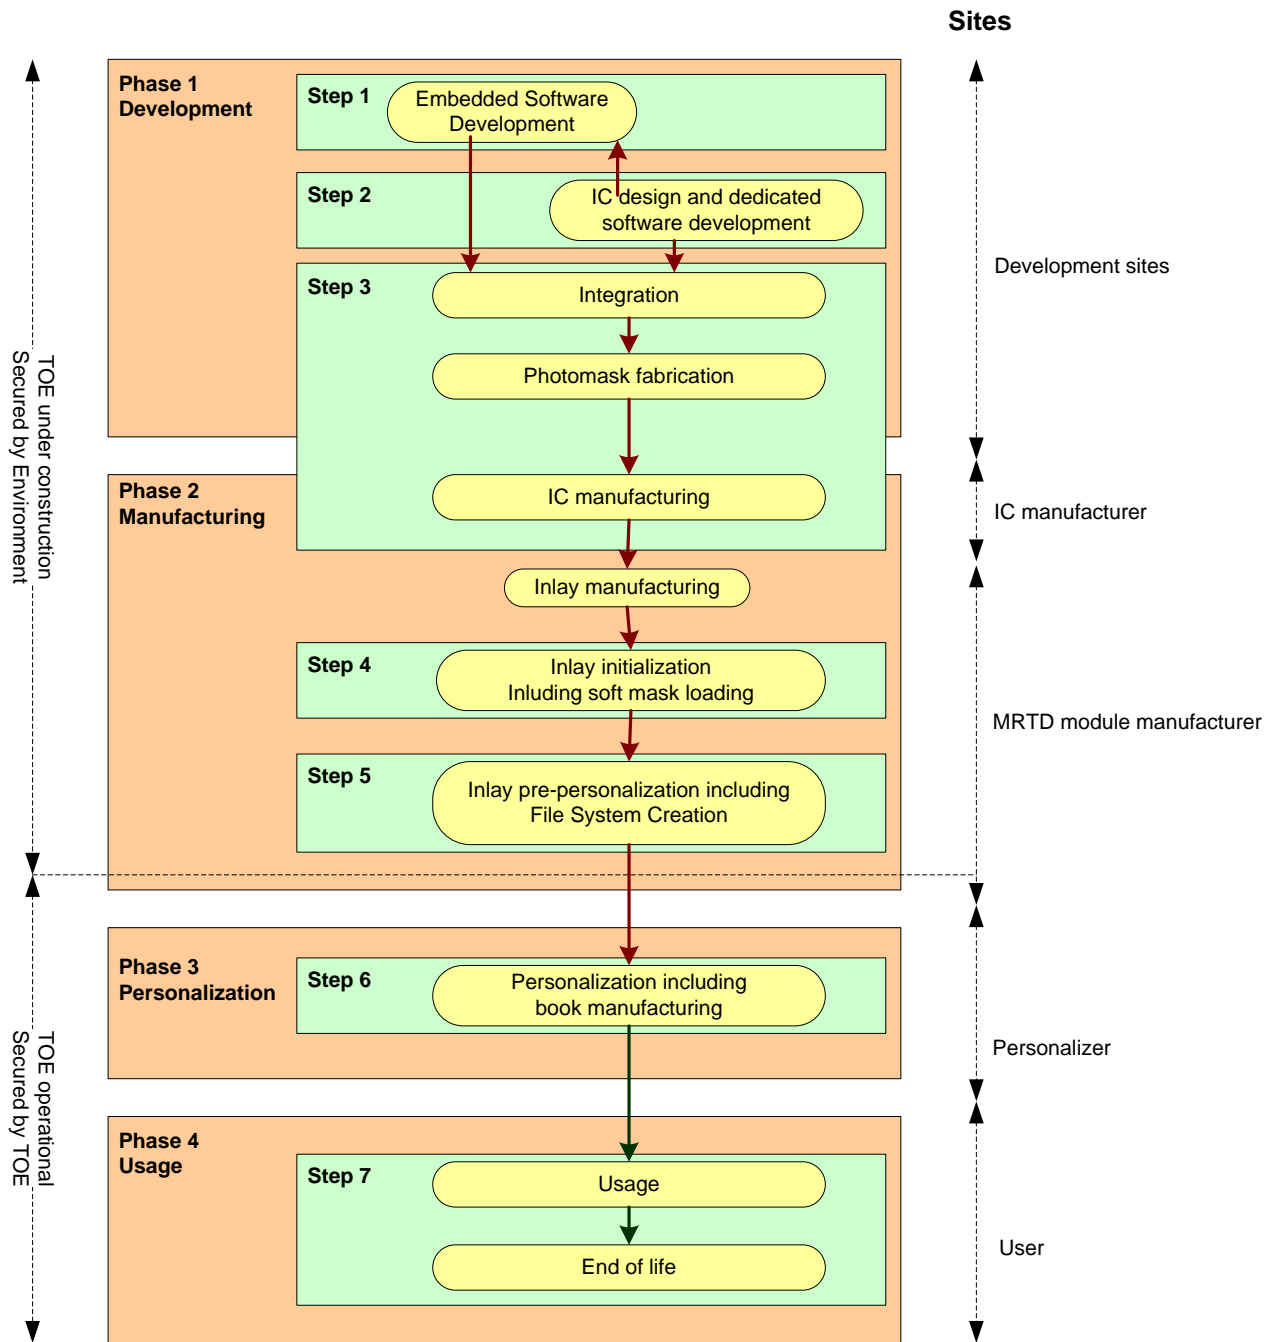 Sites
Phase 1
Development
Step 1
Embedded Software
Development
Step 2
IC design and dedicated
software development
Step 3
Integration
Photomask fabrication
Development sites
TOE under construction
Secured by Environment
Phase 2
Manufacturing
IC manufacturing
IC manufacturer
Inlay manufacturing
Step 4
Inlay initialization
Inluding soft mask loading
MRTD module manufacturer
Step 5
Inlay pre-personalization including
File System Creation
Phase 3
Personalization
Step 6
Personalization including
book manufacturing
Personalizer
TOE operational
Secured by TOE
Phase 4
Usage
Step 7
Usage
End of life
User